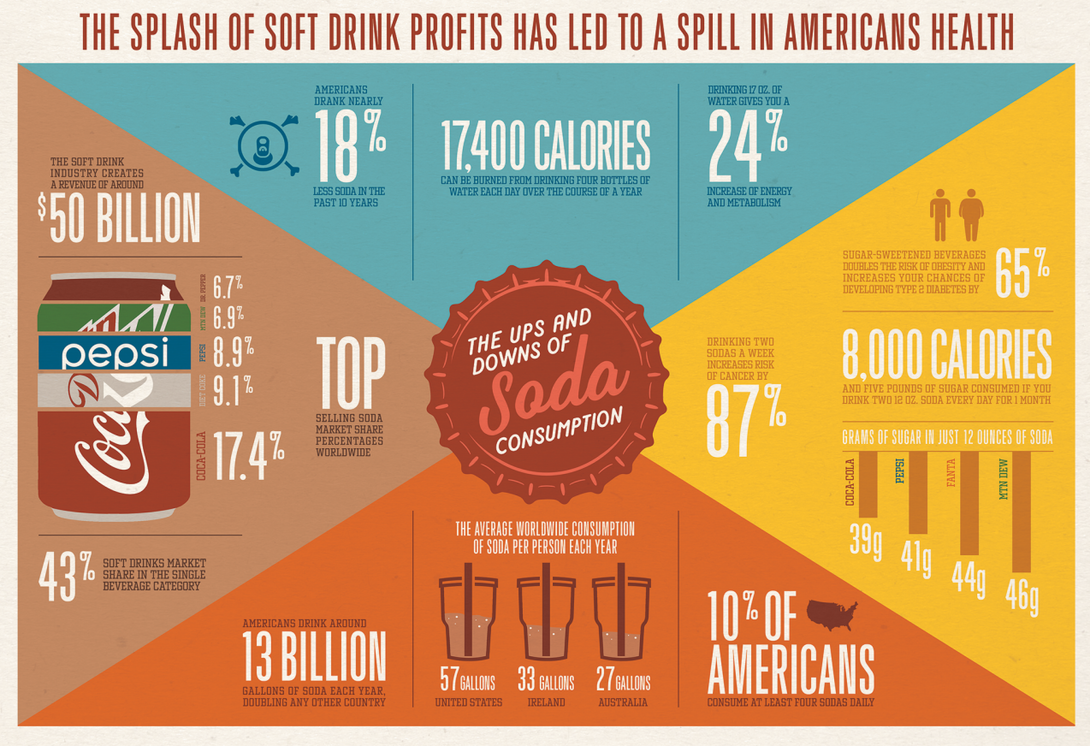 THE SPLASH OF SOFT DRINK PROFITS HAS LED TO A SPILL IN AMERICANS HEALTH
AMERICANS
DRANK NEARLY
18%
LESS SODA IN THE
PAST 10 YEARS
17,400 CALORIES
CAN BE BURNED FROM DRINKING FOUR BOTTLES OF
WATER EACH DAY OVER THE COURSE OF A YEAR
DRINKING 17 OZ. OF
WATER GIVES YOU A
24%
INCREASE OF ENERGY
AND METABOLISM
THE SOFT DRINK
INDUSTRY CREATES
A REVENUE OF AROUND
$50 BILLION
DR. PEPPER
6.7%
MTN DEW
6.9%
pepsi
PEPSI
8.9%
D
DIET COKE
9.1%
Coca
COCA-COLA
17.4%
TOP
SELLING SODA
MARKET SHARE
PERCENTAGES
WORLDWIDE
43%
SOFT DRINKS MARKET
SHARE IN THE SINGLE
BEVERAGE CATEGORY
THE UPS AND
DOWNS OF
Soda
CONSUMPTION
SUGAR-SWEETENED BEVERAGES
DOUBLES THE RISK OF OBESITY AND
INCREASES YOUR CHANCES OF
DEVELOPING TYPE 2 DIABETES BY
65%
DRINKING TWO
SODAS A WEEK
INCREASES RISK
OF CANCER BY
87%
8,000 CALORIES
AND FIVE POUNDS OF SUGAR CONSUMED IF YOU
DRINK TWO 12 OZ. SODA EVERY DAY FOR 1 MONTH
GRAMS OF SUGAR IN JUST 12 OUNCES OF SODA
COCA-COLA
39g
PEPSI
41g
FANTA
44g
MTN DEW
46g
AMERICANS DRINK AROUND
13 BILLION
GALLONS OF SODA EACH YEAR,
DOUBLING ANY OTHER COUNTRY
THE AVERAGE WORLDWIDE CONSUMPTION
OF SODA PER PERSON EACH YEAR
57 GALLONS
UNITED STATES
33 GALLONS
IRELAND
27 GALLONS
AUSTRALIA
10% OF
AMERICANS
CONSUME AT LEAST FOUR SODAS DAILY